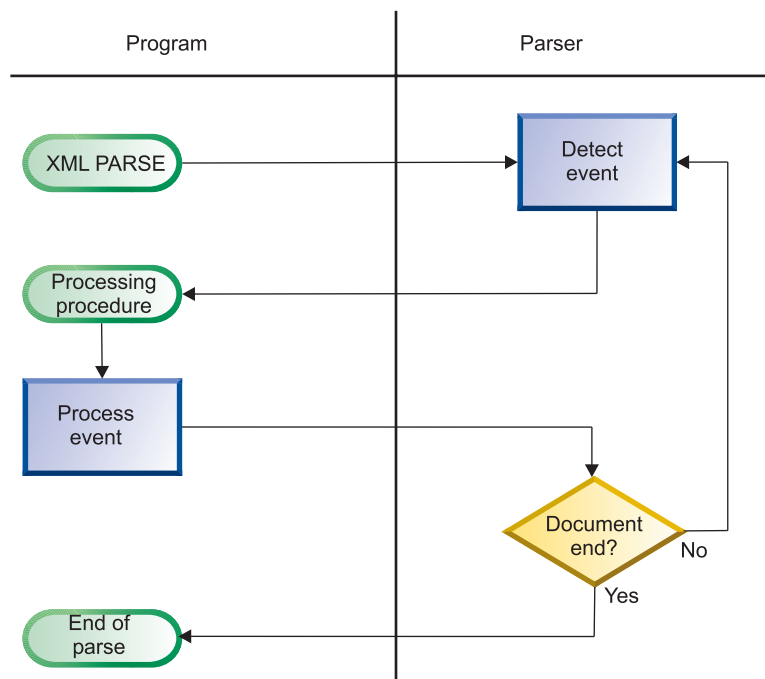 Program
Parser
XML PARSE
Detect
event
Processing
procedure
Process
event
Document
end?
No
Yes
End of
parse